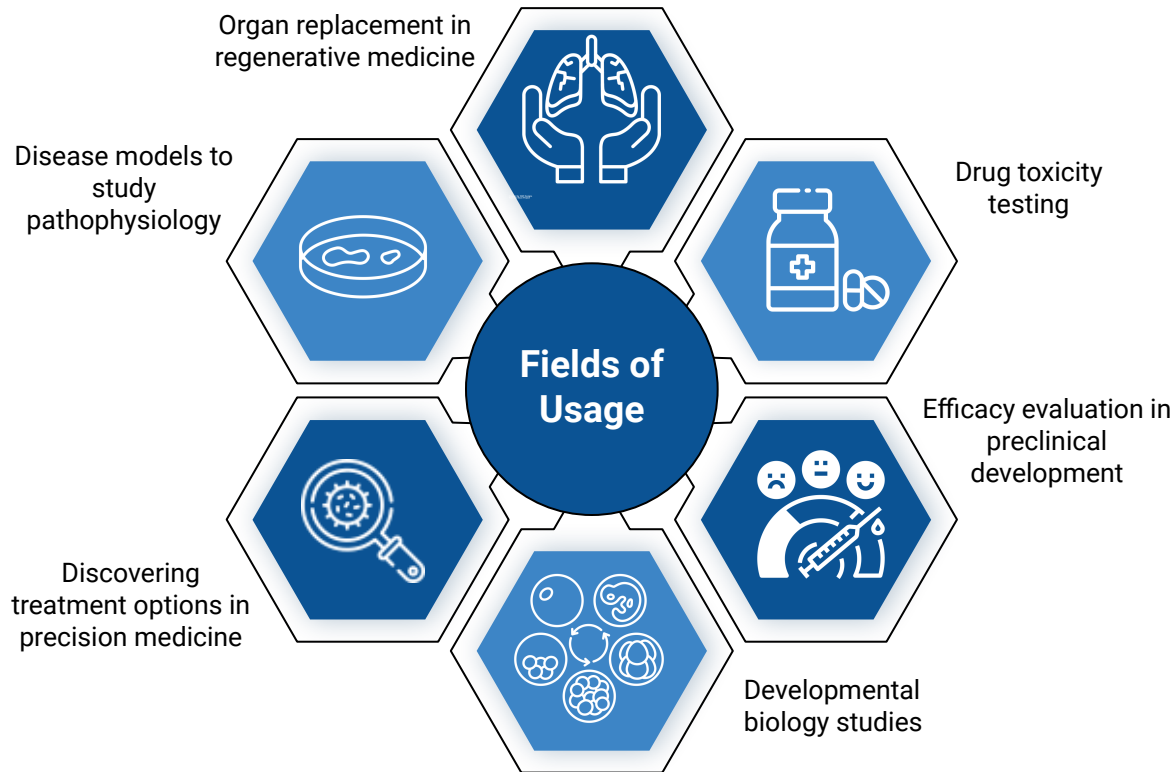 Organ replacement in
regenerative medicine
Disease models to
study
pathophysiology
Drug toxicity
testing
Fields of
Usage
Efficacy evaluation in
preclinical
development
Discovering
treatment options in
precision medicine
Developmental
biology studies